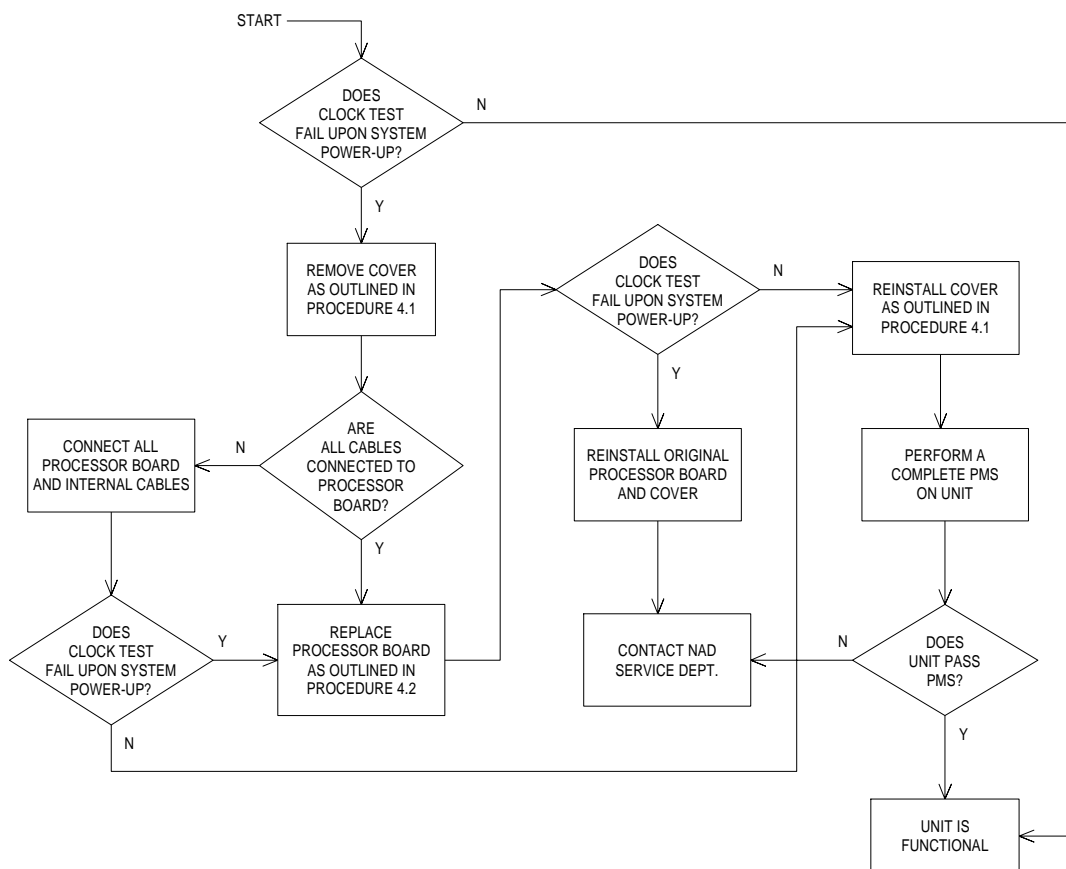 START
DOES
CLOCK TEST
FAIL UPON SYSTEM
POWER-UP?
N
Y
REMOVE COVER
AS OUTLINED IN
PROCEDURE 4.1
ARE
ALL CABLES
CONNECTED TO
PROCESSOR
BOARD?
N
Y
CONNECT ALL
PROCESSOR BOARD
AND INTERNAL CABLES
DOES
CLOCK TEST
FAIL UPON SYSTEM
POWER-UP?
Y
N
REPLACE
PROCESSOR BOARD
AS OUTLINED IN
PROCEDURE 4.2
DOES
CLOCK TEST
FAIL UPON SYSTEM
POWER-UP?
N
Y
REINSTALL ORIGINAL
PROCESSOR BOARD
AND COVER
CONTACT NAD
SERVICE DEPT.
REINSTALL COVER
AS OUTLINED IN
PROCEDURE 4.1
PERFORM A
COMPLETE PMS
ON UNIT
DOES
UNIT PASS
PMS?
N
Y
UNIT IS
FUNCTIONAL